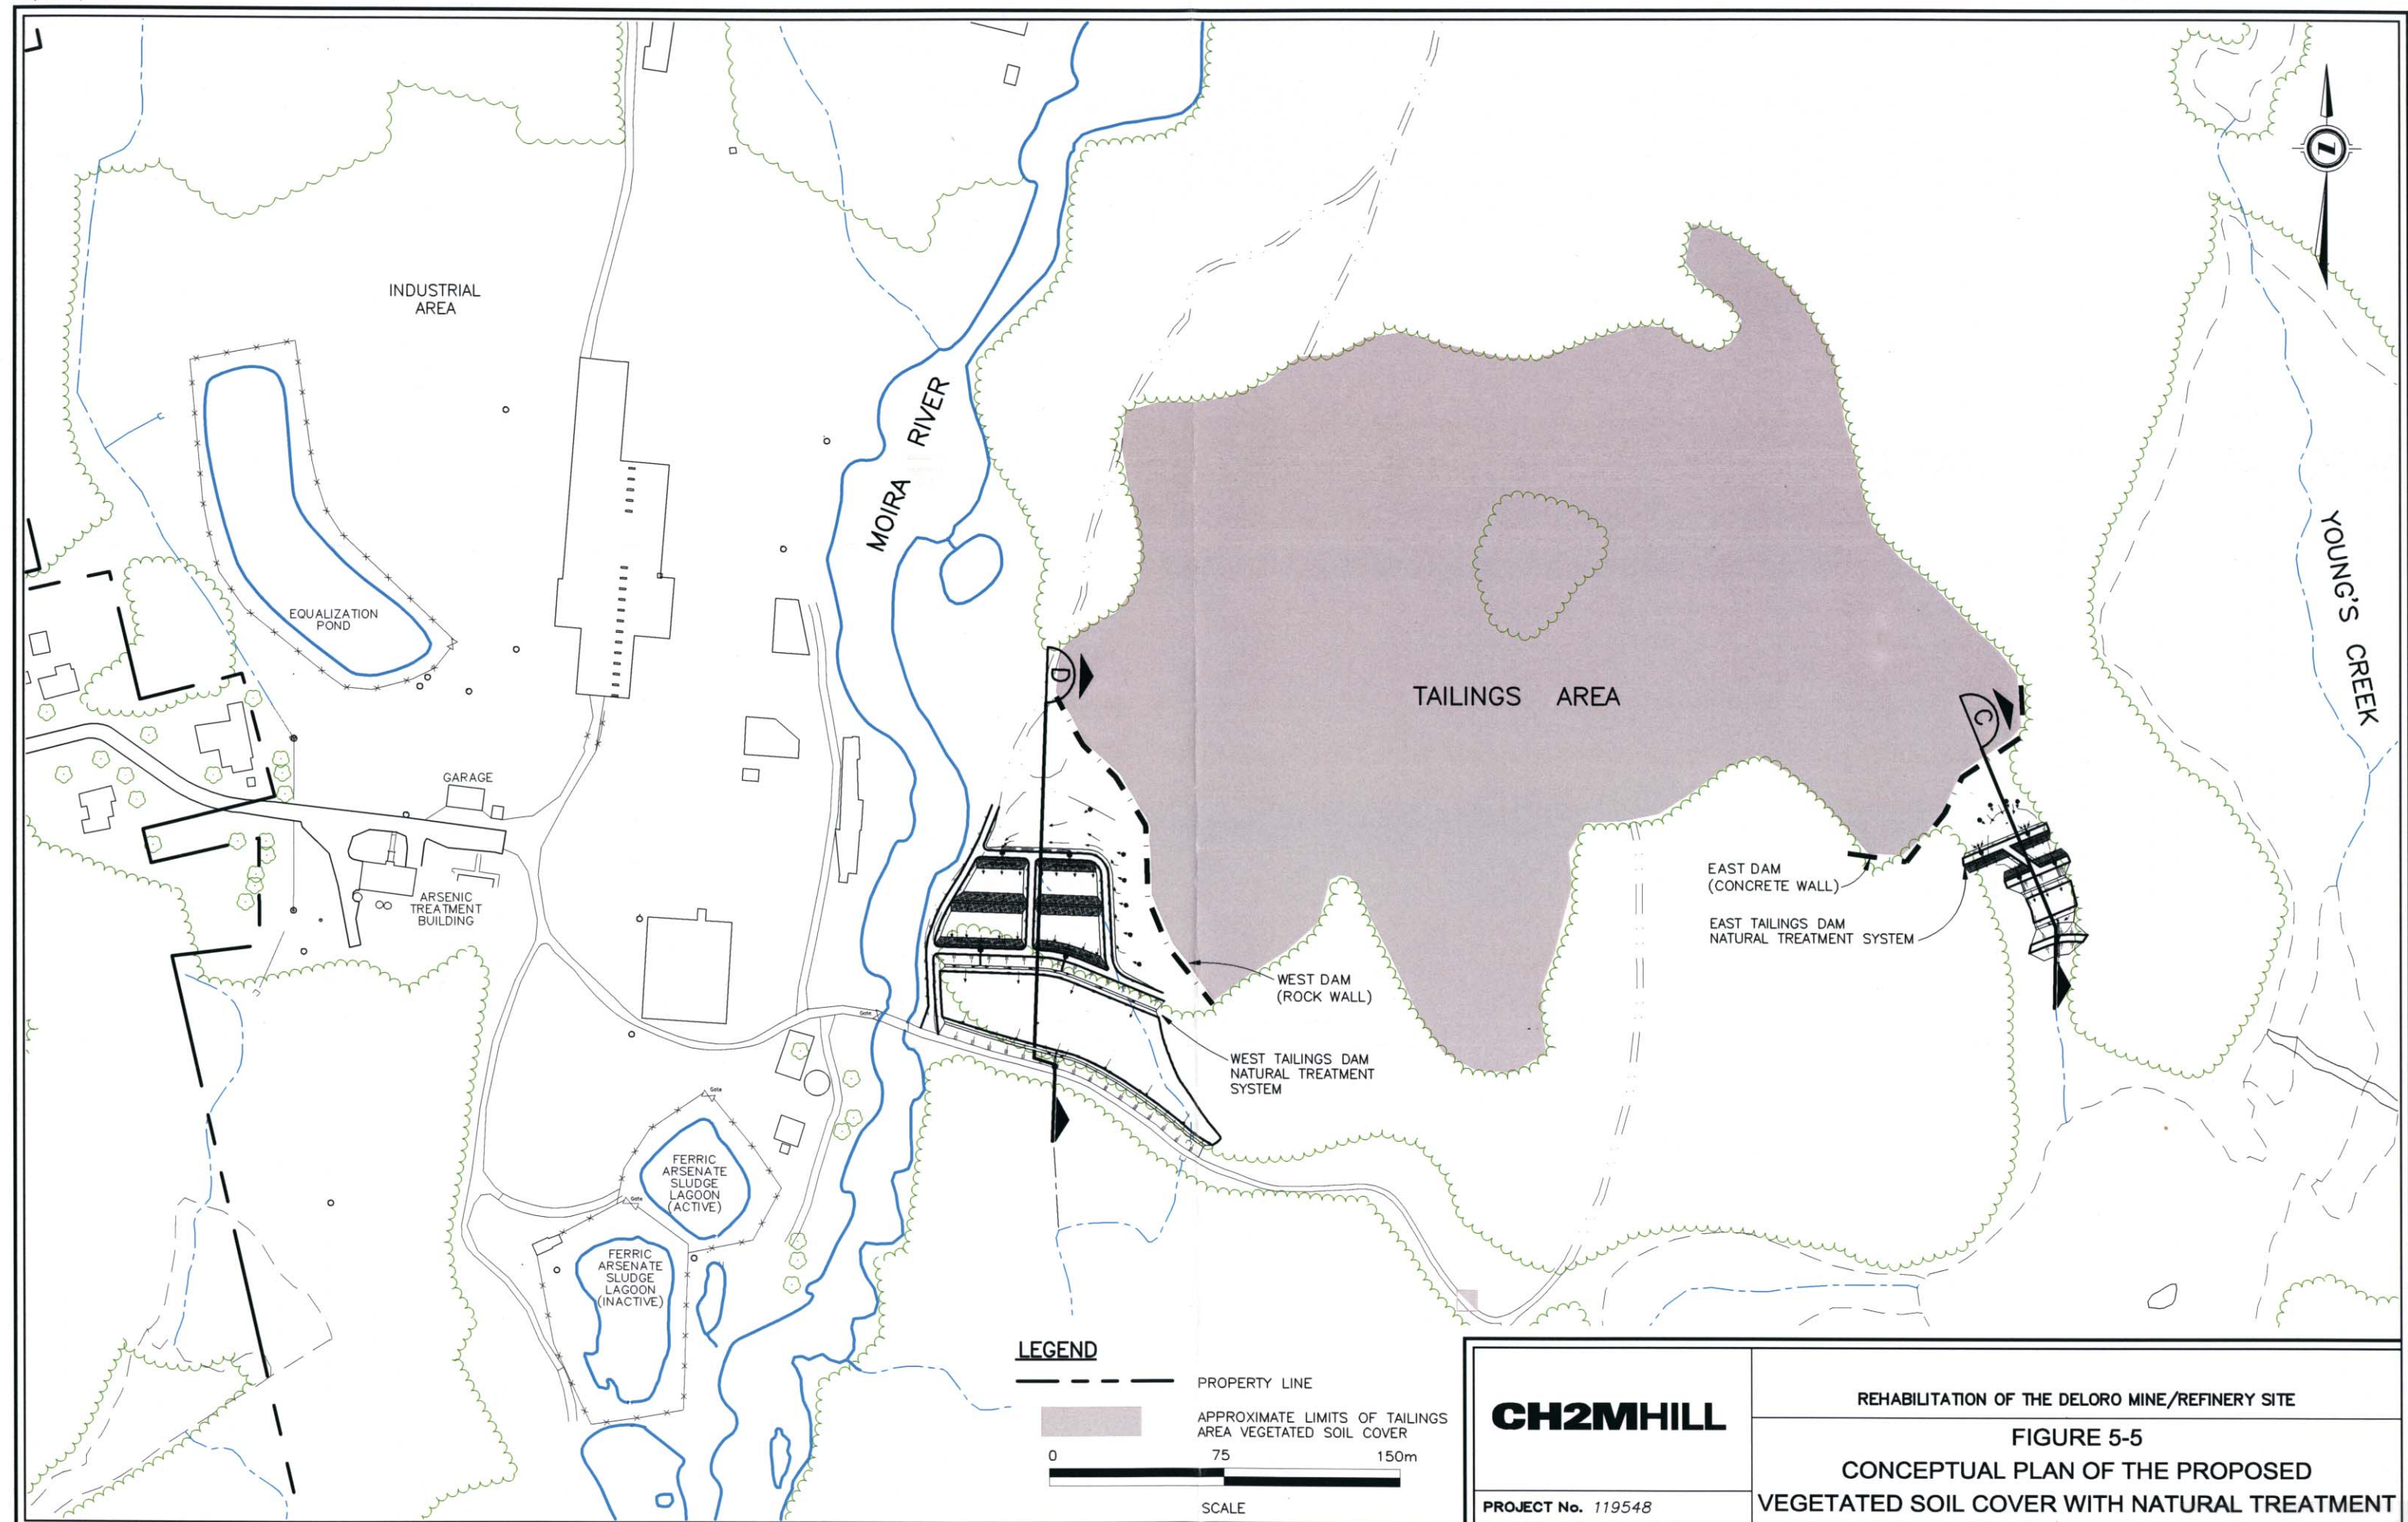 INDUSTRIAL
AREA
N
MOIRA RIVER
YOUNG'S CREEK
EQUALIZATION
POND
D
TAILINGS AREA
C
GARAGE
ARSENIC
TREATMENT
BUILDING
EAST DAM
(CONCRETE WALL)
EAST TAILINGS DAM
NATURAL TREATMENT SYSTEM
WEST DAM
(ROCK WALL)
Gate
WEST TAILINGS DAM
NATURAL TREATMENT
SYSTEM
Gate
FERRIC
ARSENATE
SLUDGE
LAGOON
(ACTIVE)
Gate
FERRIC
ARSENATE
SLUDGE
LAGOON
(INACTIVE)
LEGEND
PROPERTY LINE
APPROXIMATE LIMITS OF TAILINGS
AREA VEGETATED SOIL COVER
0 75 150m
SCALE
CH2MHILL
PROJECT No. 119548
REHABILITATION OF THE DELORO MINE/REFINERY SITE
FIGURE 5-5
CONCEPTUAL PLAN OF THE PROPOSED
VEGETATED SOIL COVER WITH NATURAL TREATMENT